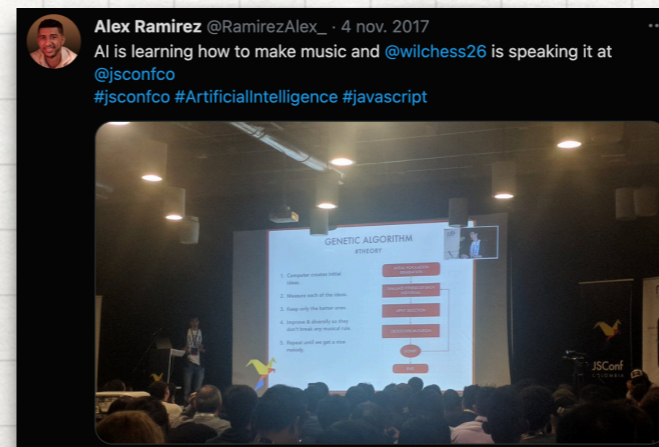 Alex Ramirez @RamirezAlex_ · 4 nov. 2017
AI is learning how to make music and @wilchess26 is speaking it at
@jsconfco
#jsconfco #ArtificialIntelligence #javascript
GENETIC ALGORITHM
#THEORY
1. Computer creates initial
ideas.
2. Measure each of the ideas.
3. Keep only the better ones.
4. Improve & diversify so they
don't break any musical rule.
5. Repeat until we get a nice
melody.
JSConf
COLOMBIA